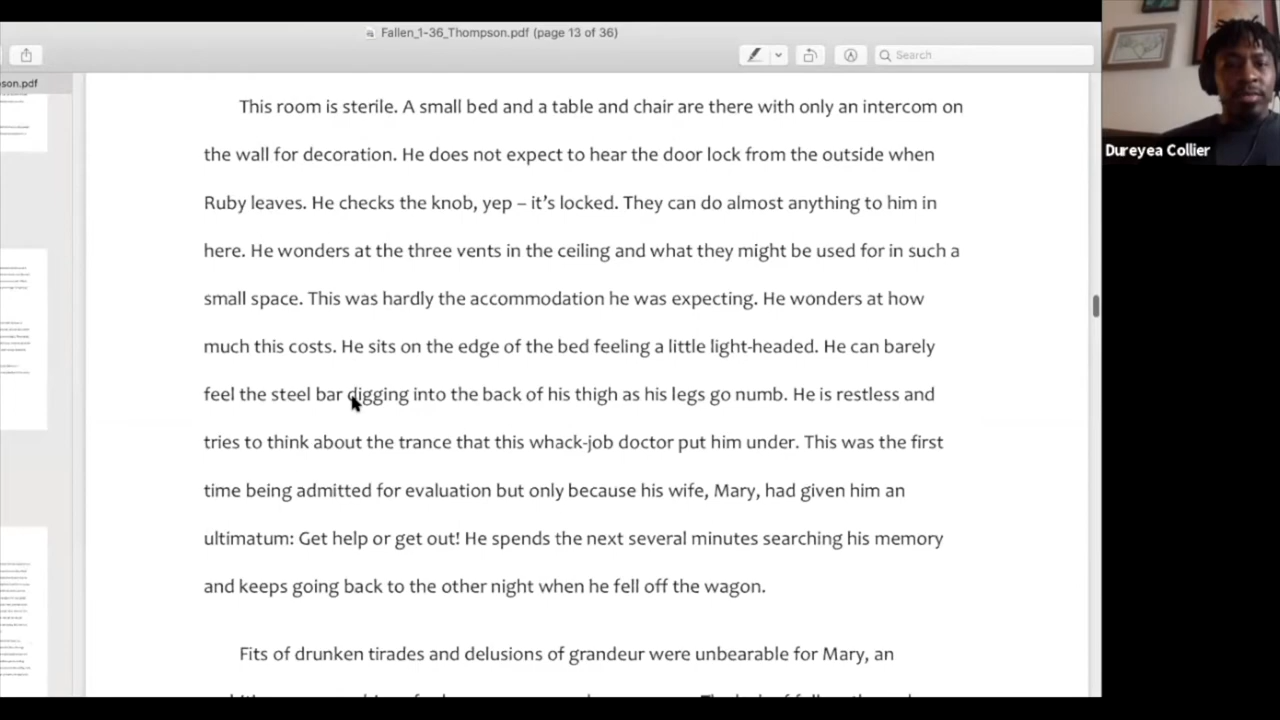 Fallen_1-36_Thompson.pdf (page 13 of 36)
Search
son.pdf
This room is sterile. A small bed and a table and chair are there with only an intercom on
the wall for decoration. He does not expect to hear the door lock from the outside when
Ruby leaves. He checks the knob, yep – it’s locked. They can do almost anything to him in
here. He wonders at the three vents in the ceiling and what they might be used for in such a
small space. This was hardly the accommodation he was expecting. He wonders at how
much this costs. He sits on the edge of the bed feeling a little light-headed. He can barely
feel the steel bar digging into the back of his thigh as his legs go numb. He is restless and
tries to think about the trance that this whack-job doctor put him under. This was the first
time being admitted for evaluation but only because his wife, Mary, had given him an
ultimatum: Get help or get out! He spends the next several minutes searching his memory
and keeps going back to the other night when he fell off the wagon.
Fits of drunken tirades and delusions of grandeur were unbearable for Mary, an
Dureyea Collier